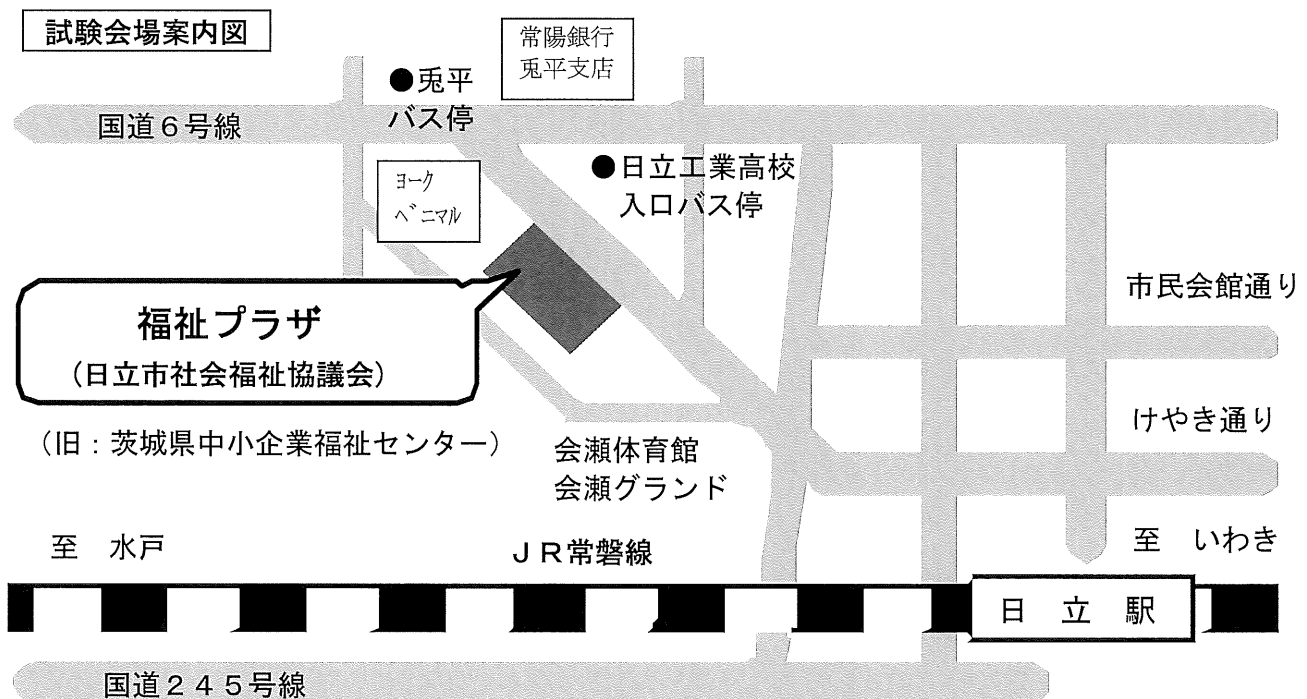 試験会場案内図
常陽銀行
兎平支店
●兎平
バス停
国道６号線
ヨーク
ベニマル
●日立工業高校
入口バス停
市民会館通り
福祉プラザ
（日立市社会福祉協議会）
けやき通り
（旧：茨城県中小企業福祉センター）
会瀬体育館
会瀬グランド
至　水戸
ＪＲ常磐線
至　いわき
日　立　駅
国道２４５号線